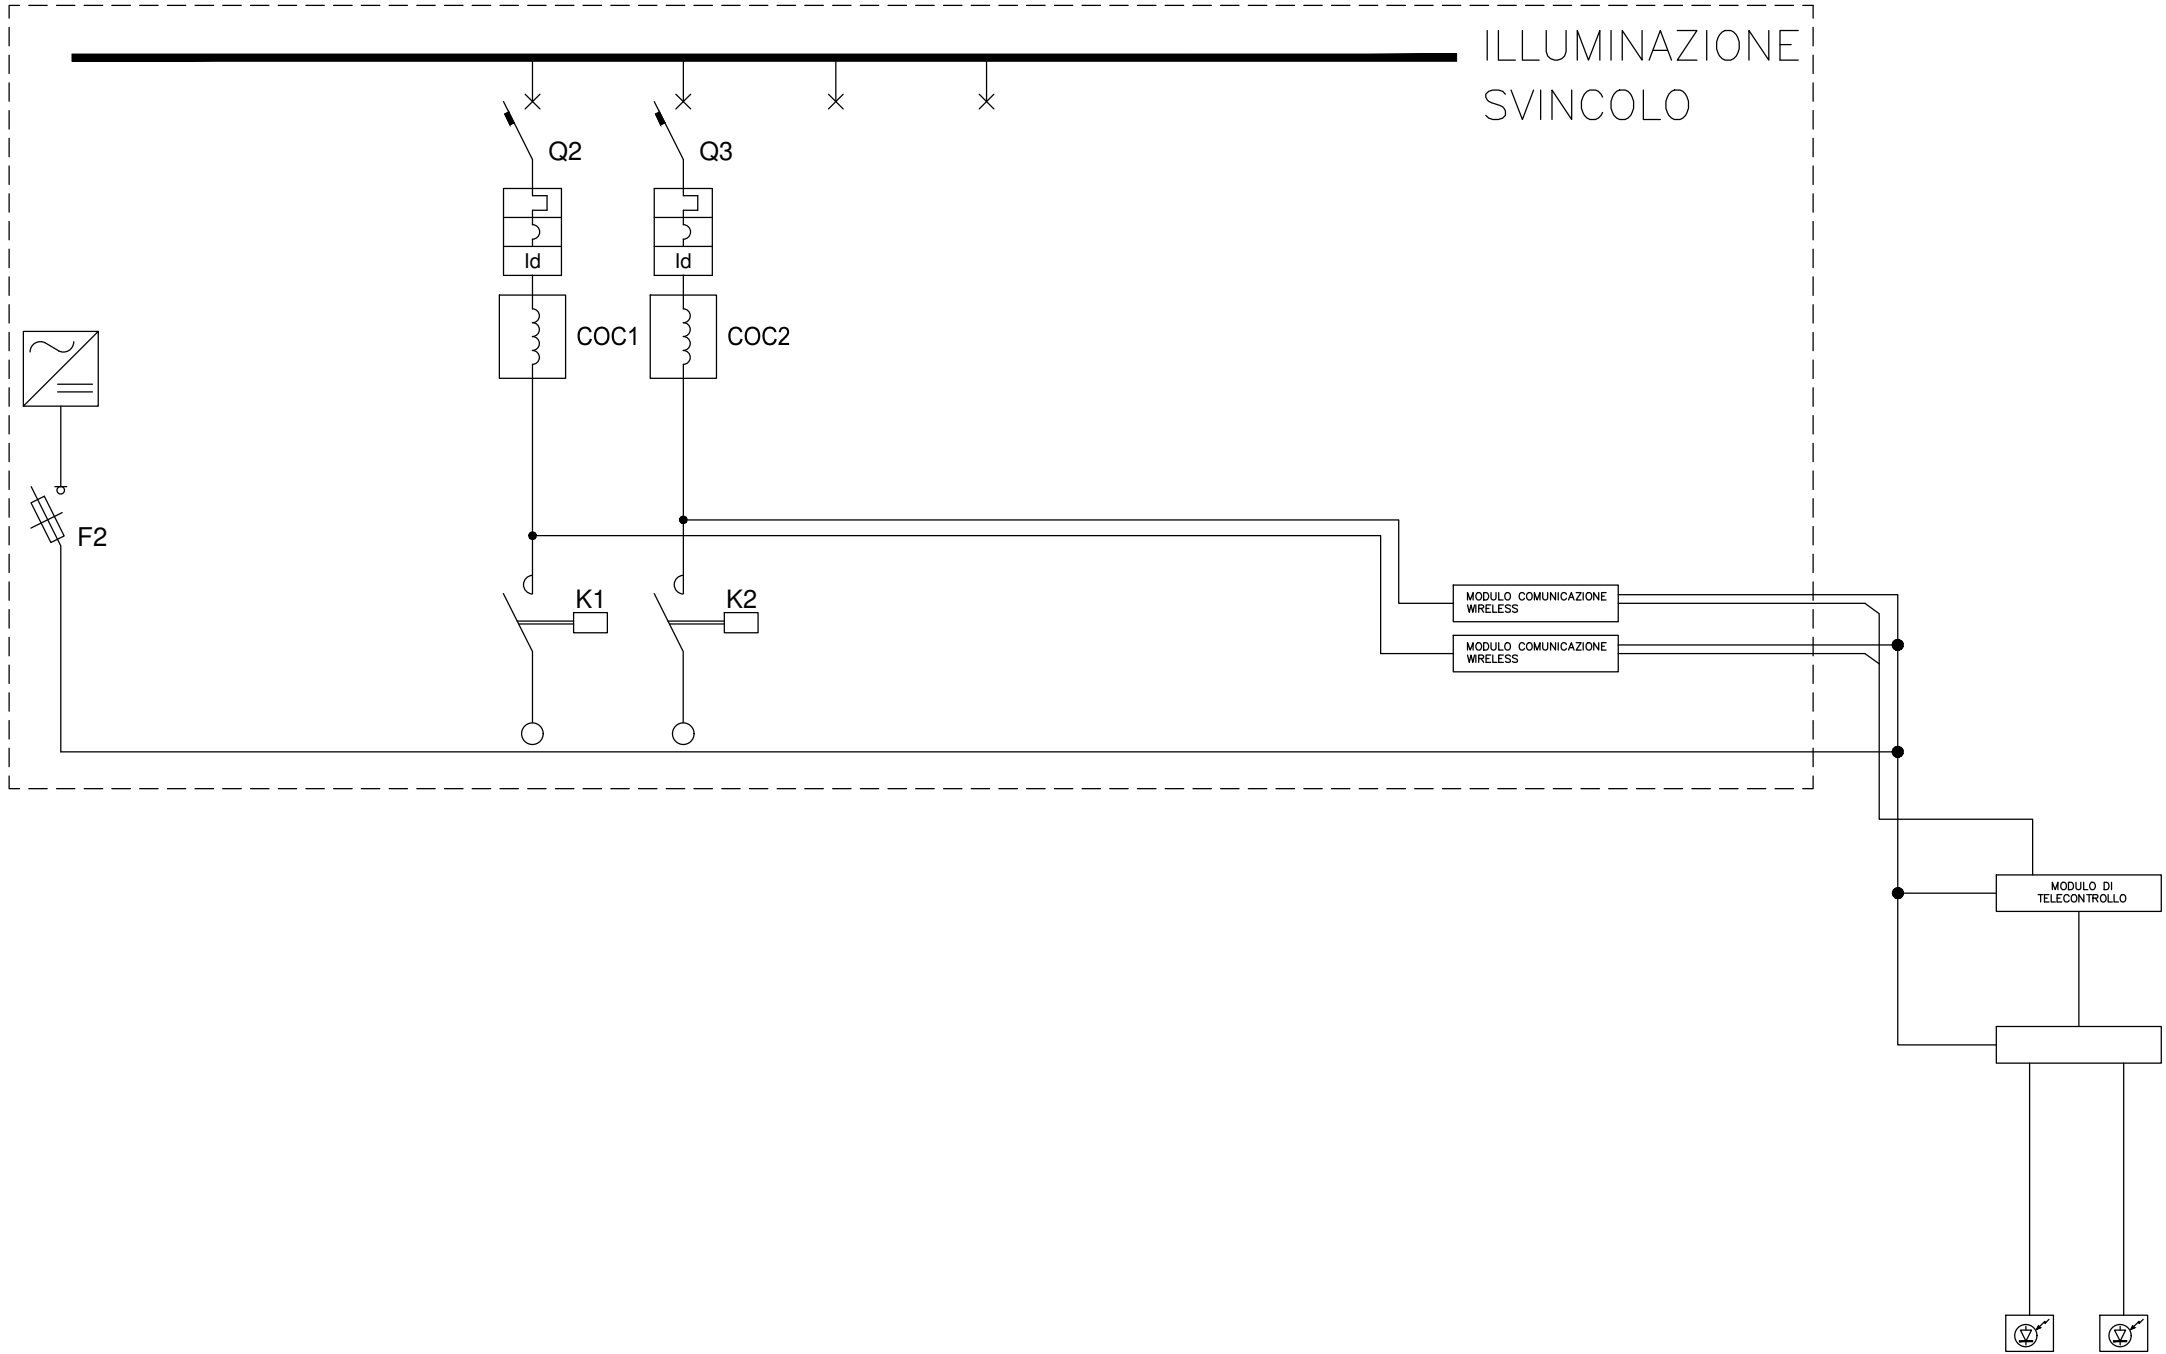 ILLUMINAZIONE
SVINCOLO
Q2
Q3
Id
Id
COC1
COC2
F2
K1
K2
MODULO COMUNICAZIONE
WIRELESS
MODULO COMUNICAZIONE
WIRELESS
MODULO DI
TELECONTROLLO